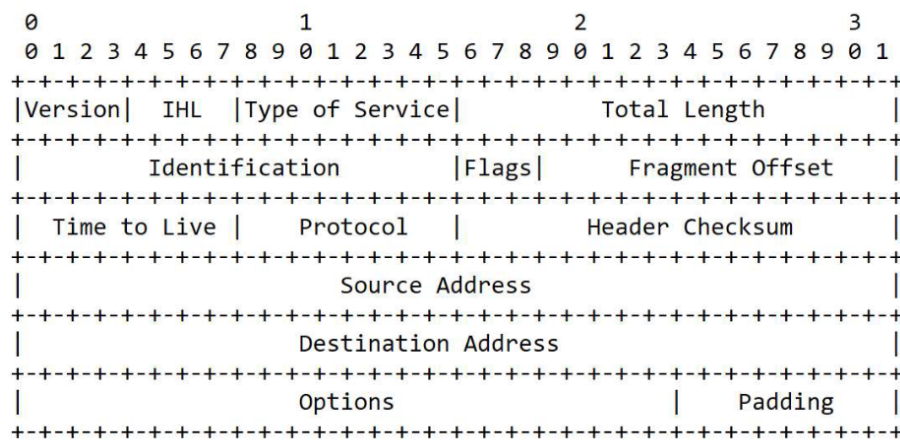 0                   1                   2                   3
0 1 2 3 4 5 6 7 8 9 0 1 2 3 4 5 6 7 8 9 0 1 2 3 4 5 6 7 8 9 0 1
+-+-+-+-+-+-+-+-+-+-+-+-+-+-+-+-+-+-+-+-+-+-+-+-+-+-+-+-+-+-+-+-+
|Version|  IHL  |Type of Service|          Total Length         |
+-+-+-+-+-+-+-+-+-+-+-+-+-+-+-+-+-+-+-+-+-+-+-+-+-+-+-+-+-+-+-+-+
|         Identification        |Flags|      Fragment Offset    |
+-+-+-+-+-+-+-+-+-+-+-+-+-+-+-+-+-+-+-+-+-+-+-+-+-+-+-+-+-+-+-+-+
|  Time to Live |    Protocol   |         Header Checksum       |
+-+-+-+-+-+-+-+-+-+-+-+-+-+-+-+-+-+-+-+-+-+-+-+-+-+-+-+-+-+-+-+-+
|                       Source Address                          |
+-+-+-+-+-+-+-+-+-+-+-+-+-+-+-+-+-+-+-+-+-+-+-+-+-+-+-+-+-+-+-+-+
|                    Destination Address                        |
+-+-+-+-+-+-+-+-+-+-+-+-+-+-+-+-+-+-+-+-+-+-+-+-+-+-+-+-+-+-+-+-+
|                    Options                    |    Padding    |
+-+-+-+-+-+-+-+-+-+-+-+-+-+-+-+-+-+-+-+-+-+-+-+-+-+-+-+-+-+-+-+-+